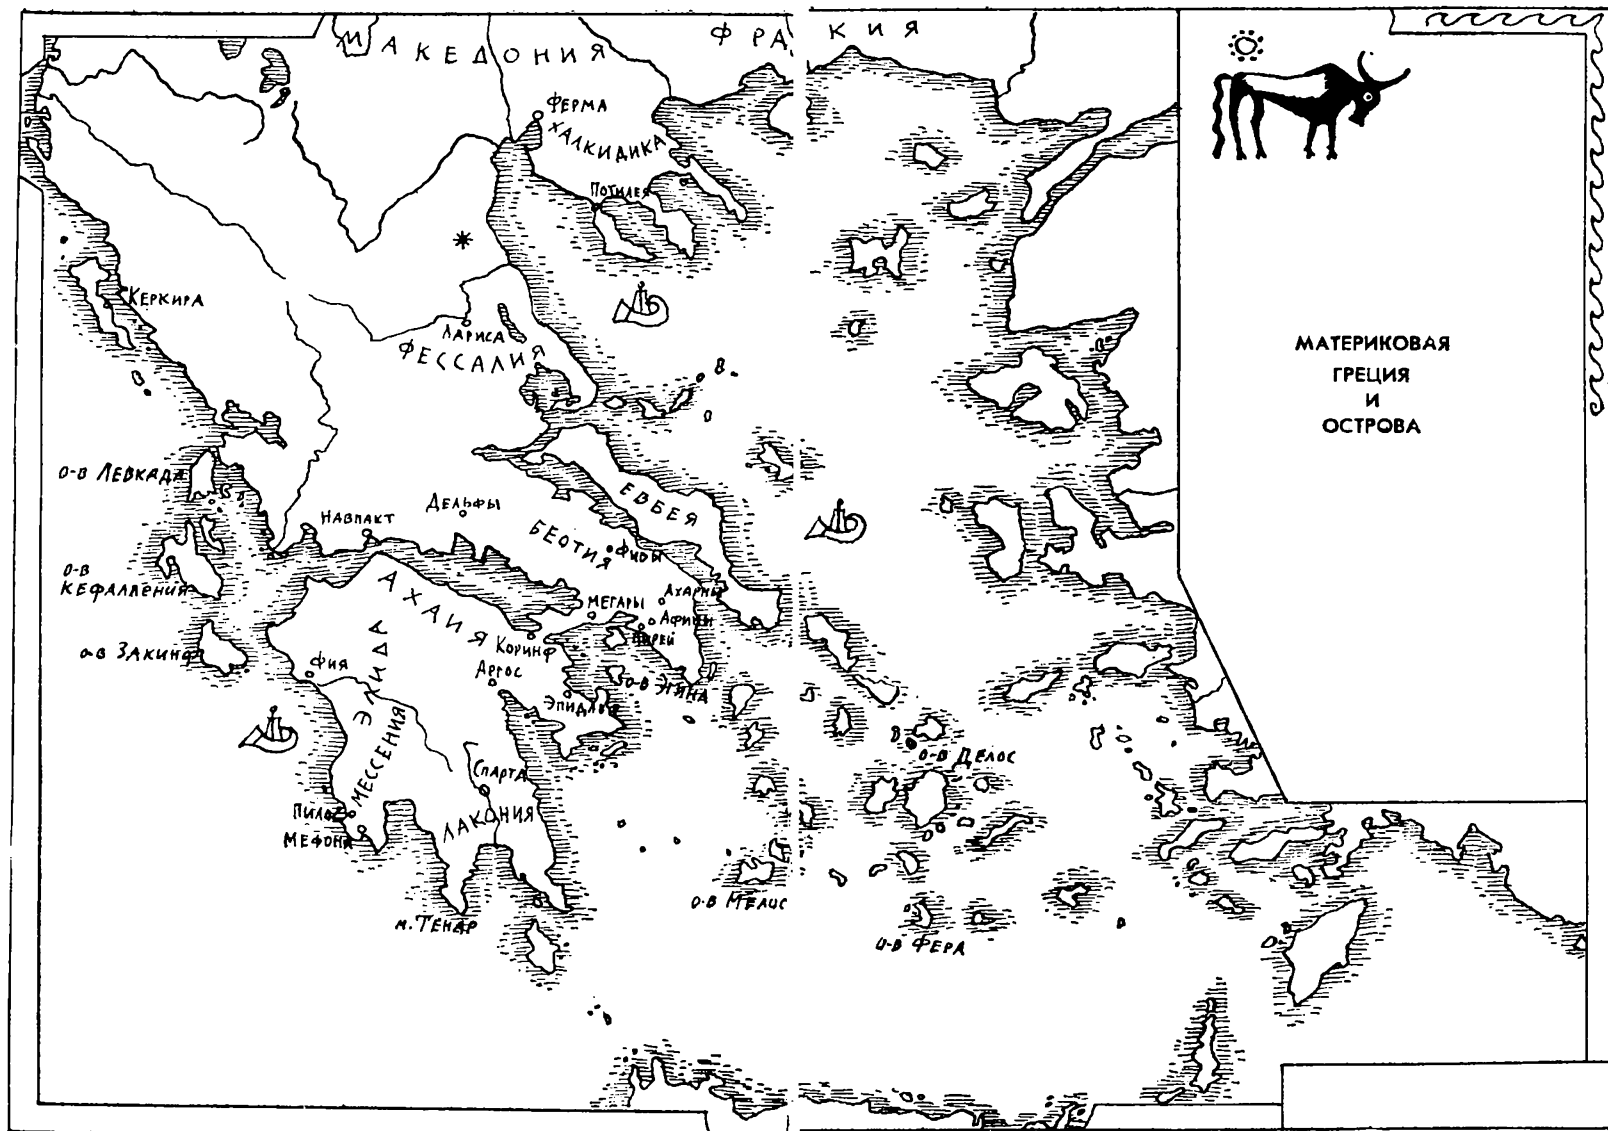 МАКЕДОНИЯ
ФРАКИЯ
ФЕРМА
ХАЛКИДИКА
ПОТИДЕЯ
КЕРКИРА
ЛАРИСА
ФЕССАЛИЯ
МАТЕРИКОВАЯ
ГРЕЦИЯ
И
ОСТРОВА
о-в ЛЕВКАДА
НАВПАКТ
ДЕЛЬФЫ
ЕВБЕЯ
БЕОТИЯ
ФИВЫ
о-в
КЕФАЛЛЕНИЯ
АХАИЯ
МЕГАРЫ
АХАРНЫ
АФИНЫ
ПИРЕЙ
КОРИНФ
о-в ЗАКИНФ
ФИЯ
ЭЛИДА
АРГОС
о-в ЭГИНА
ЭПИДАВР
МЕССЕНИЯ
СПАРТА
о-в ДЕЛОС
ПИЛОС
МЕФОНА
ЛАКОНИЯ
м. ТЕНАР
о-в МЕЛОС
о-в ФЕРА